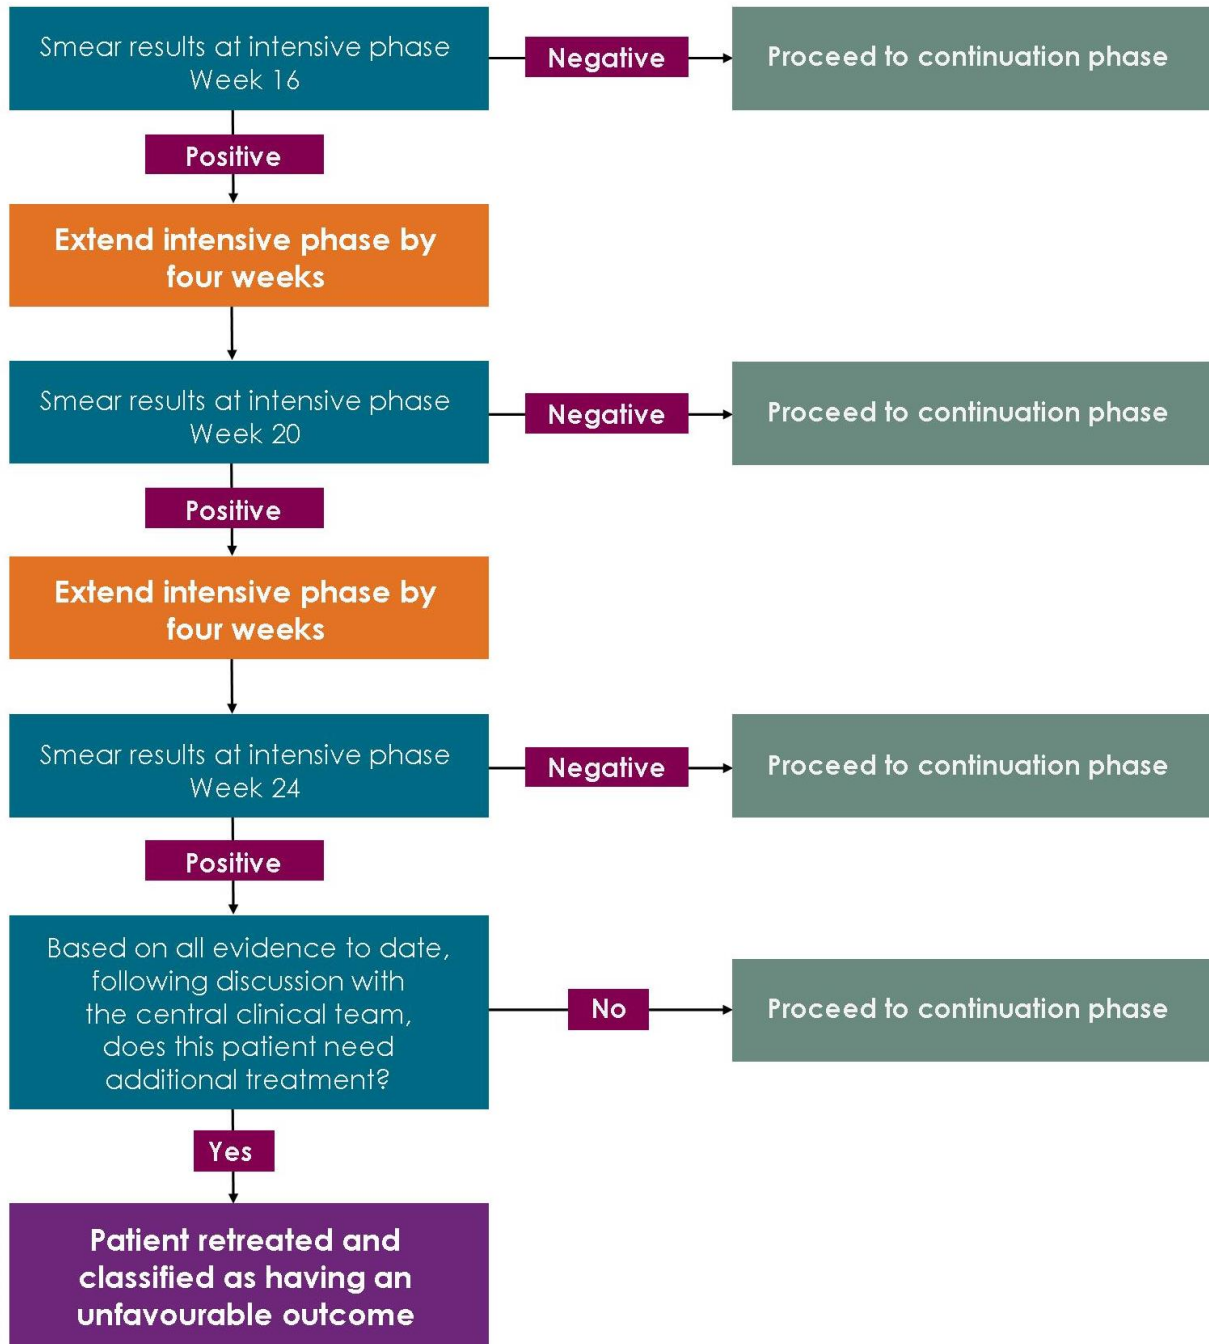 Smear results at intensive phase
Week 16
Negative
Proceed to continuation phase
Positive
Extend intensive phase by
four weeks
Smear results at intensive phase
Week 20
Negative
Proceed to continuation phase
Positive
Extend intensive phase by
four weeks
Smear results at intensive phase
Week 24
Negative
Proceed to continuation phase
Positive
Based on all evidence to date,
following discussion with
the central clinical team,
does this patient need
additional treatment?
No
Proceed to continuation phase
Yes
Patient retreated and
classified as having an
unfavourable outcome